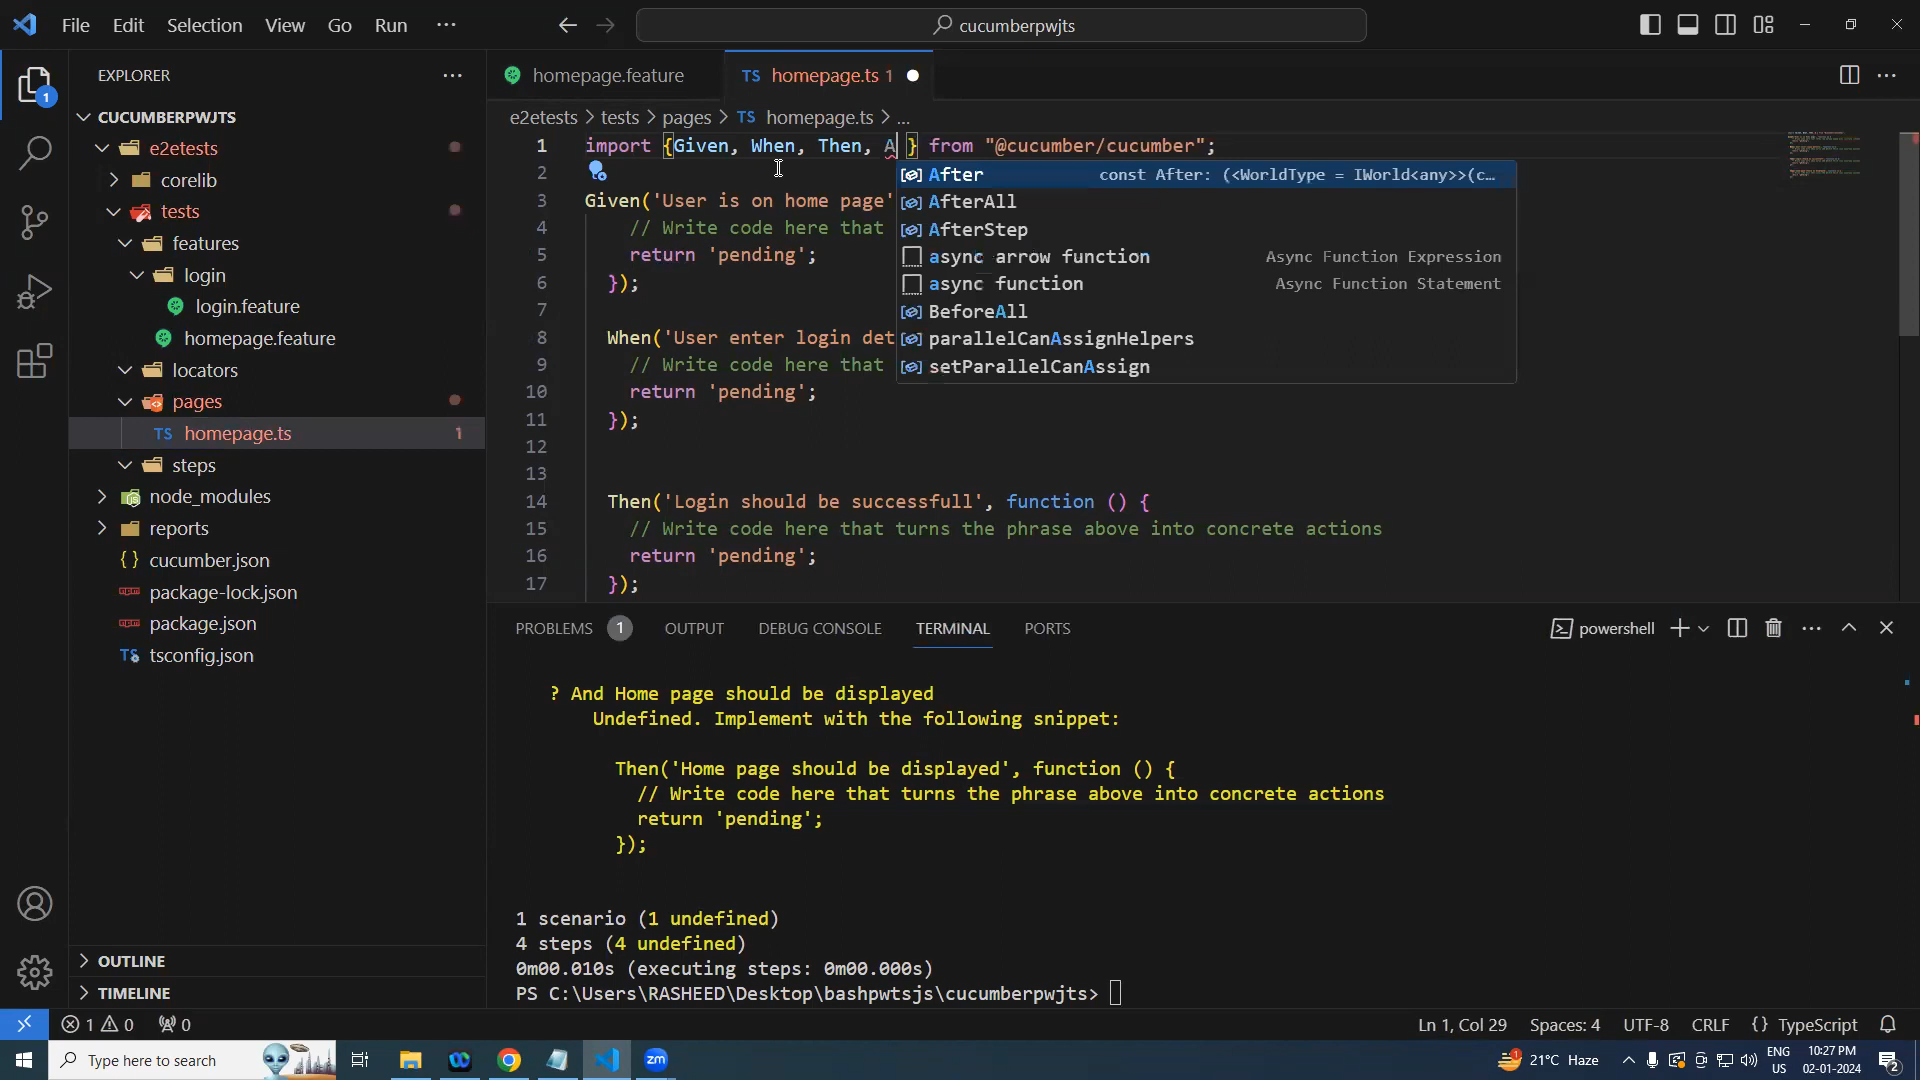 File Edit Selection View Go Run ···
cucumberpwjts
EXPLORER
CUCUMBERPWJTS
e2etests
corelib
tests
features
login
login.feature
homepage.feature
locators
pages
TS homepage.ts 1
steps
node_modules
reports
{ } cucumber.json
package-lock.json
package.json
tsconfig.json
OUTLINE
TIMELINE
1
homepage.feature
TS homepage.ts 1
e2etests > tests > pages > TS homepage.ts > ...
1 import {Given, When, Then, A } from "@cucumber/cucumber";
2
3 Given('User is on home page'
4 // Write code here that
5 return 'pending';
6 });
7
8 When('User enter login det
9 // Write code here that
10 return 'pending';
11 });
12
13
14 Then('Login should be successfull', function () {
15 // Write code here that turns the phrase above into concrete actions
16 return 'pending';
17 });
After const After: (<WorldType = IWorld<any>>(c...
AfterAll
AfterStep
async arrow function Async Function Expression
async function Async Function Statement
BeforeAll
parallelCanAssignHelpers
setParallelCanAssign
PROBLEMS 1 OUTPUT DEBUG CONSOLE TERMINAL PORTS
powershell
? And Home page should be displayed
Undefined. Implement with the following snippet:
Then('Home page should be displayed', function () {
// Write code here that turns the phrase above into concrete actions
return 'pending';
});
1 scenario (1 undefined)
4 steps (4 undefined)
0m00.010s (executing steps: 0m00.000s)
PS C:\Users\RASHEED\Desktop\bashpwtsjs\cucumberpwjts>
1 0 0
Ln 1, Col 29 Spaces: 4 UTF-8 CRLF { } TypeScript
Type here to search
zm
21°C Haze
ENG
US
10:27 PM
02-01-2024
2